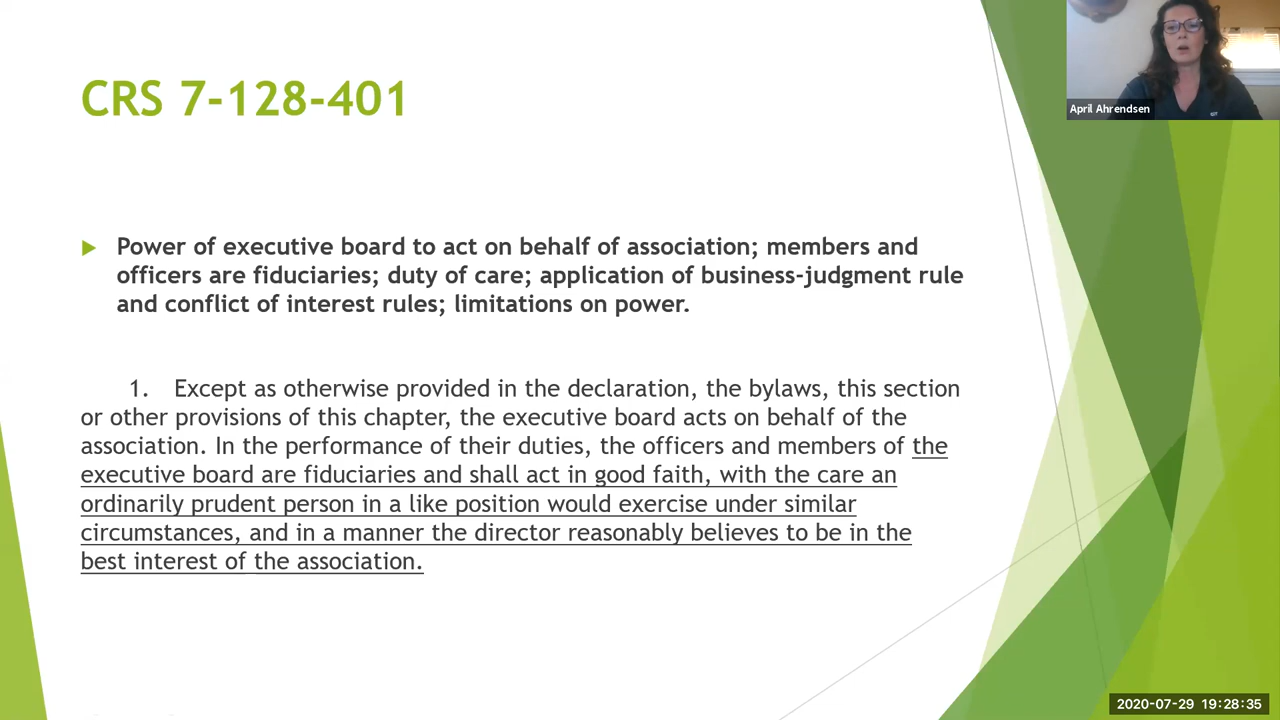 CRS 7-128-401
Power of executive board to act on behalf of association; members and
officers are fiduciaries; duty of care; application of business-judgment rule
and conflict of interest rules; limitations on power.
1. Except as otherwise provided in the declaration, the bylaws, this section
or other provisions of this chapter, the executive board acts on behalf of the
association. In the performance of their duties, the officers and members of the
executive board are fiduciaries and shall act in good faith, with the care an
ordinarily prudent person in a like position would exercise under similar
circumstances, and in a manner the director reasonably believes to be in the
best interest of the association.
April Ahrendsen
2020-07-29 19:28:35